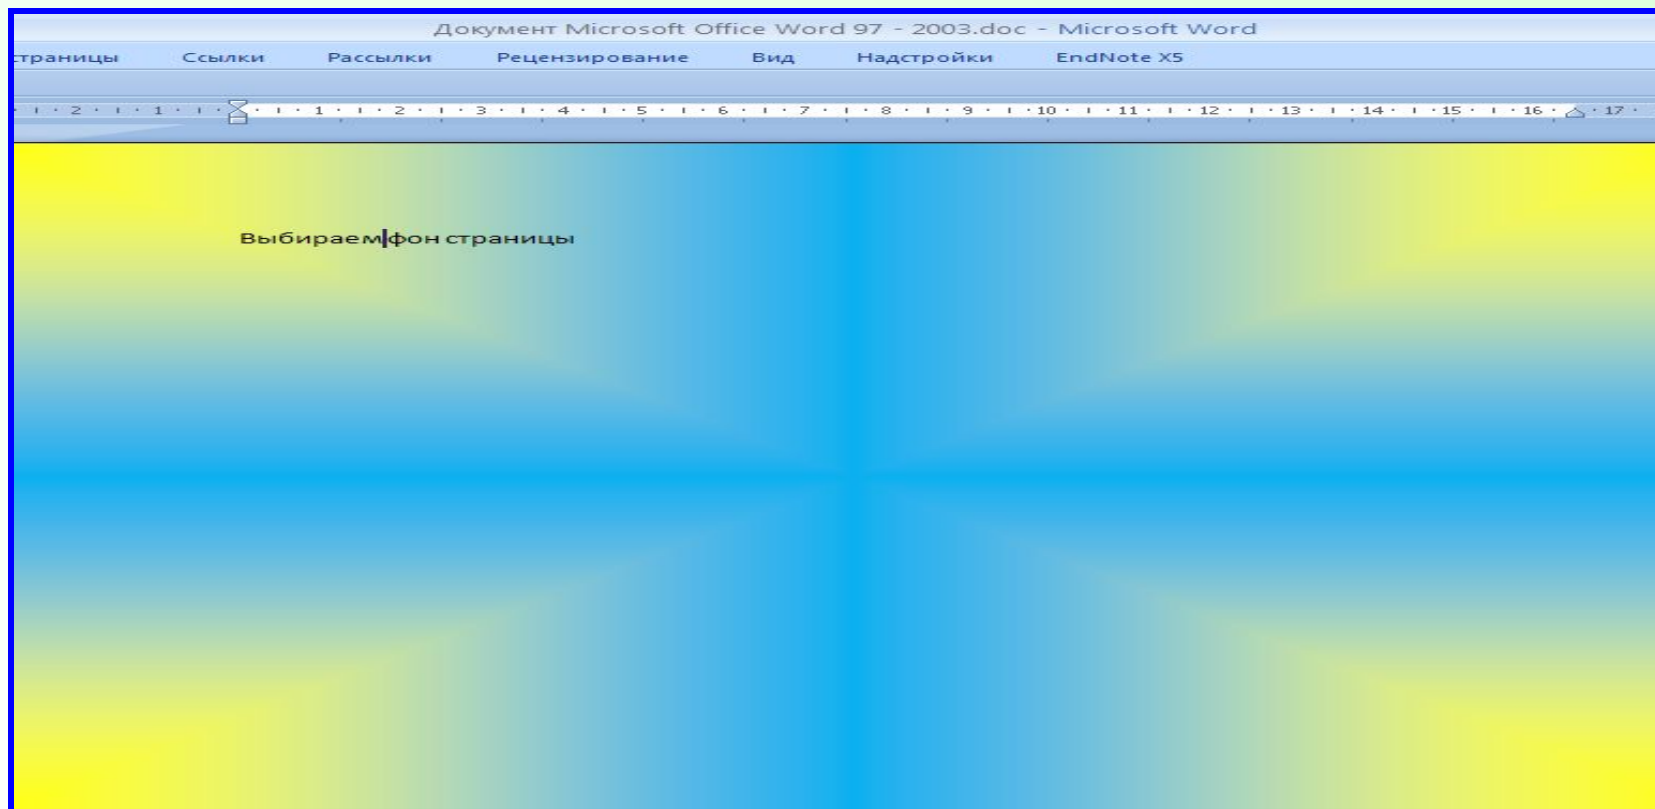 Документ Microsoft Office Word 97 - 2003.doc - Microsoft Word
страницы Ссылки Рассылки Рецензирование Вид Надстройки EndNote X5
2 1 1 2 3 4 5 6 7 8 9 10 11 12 13 14 15 16 17
Выбираем фон страницы